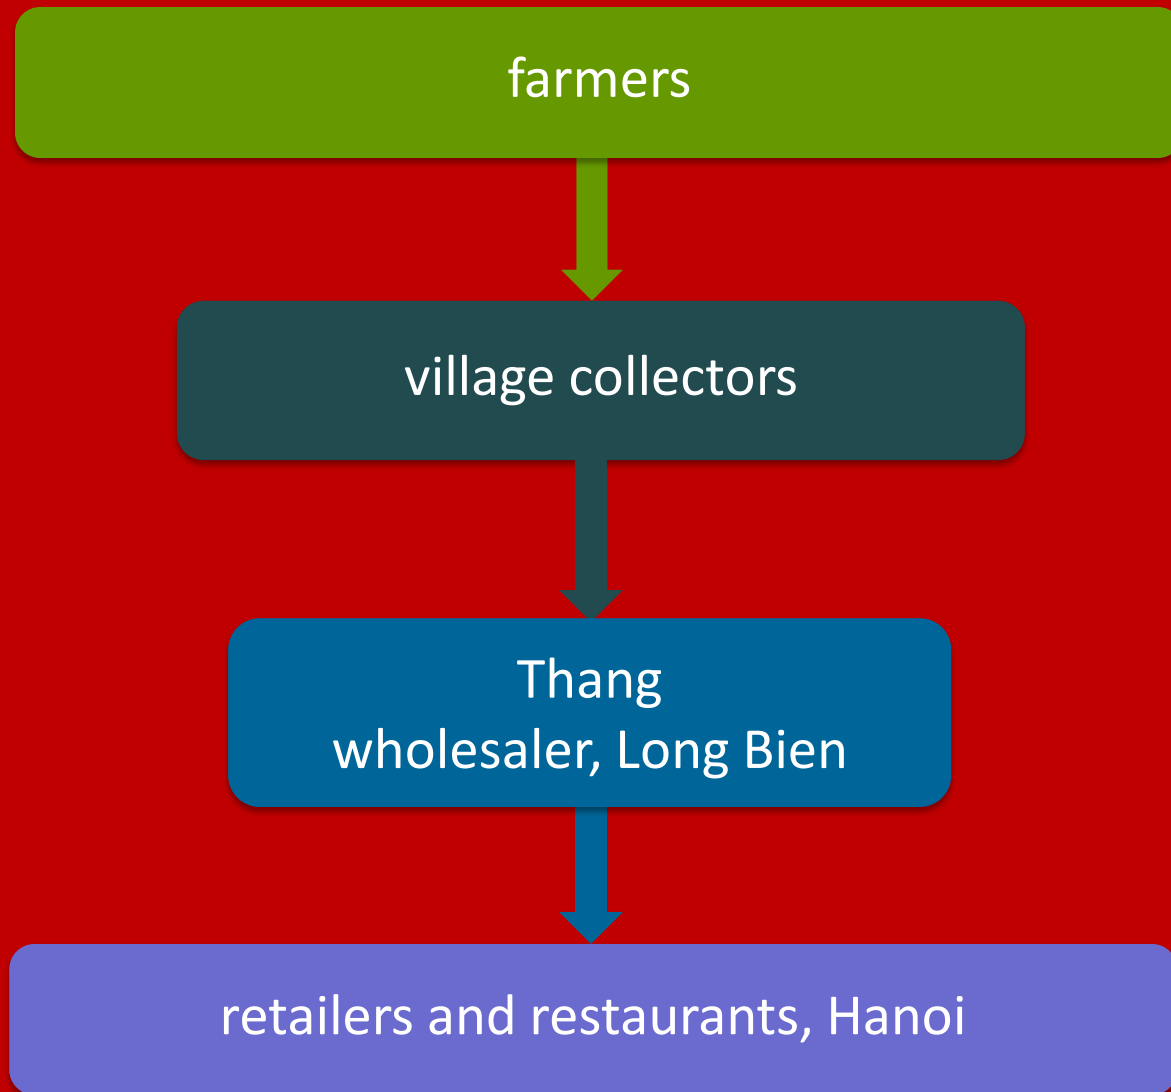 farmers
village collectors
Thang
wholesaler, Long Bien
retailers and restaurants, Hanoi